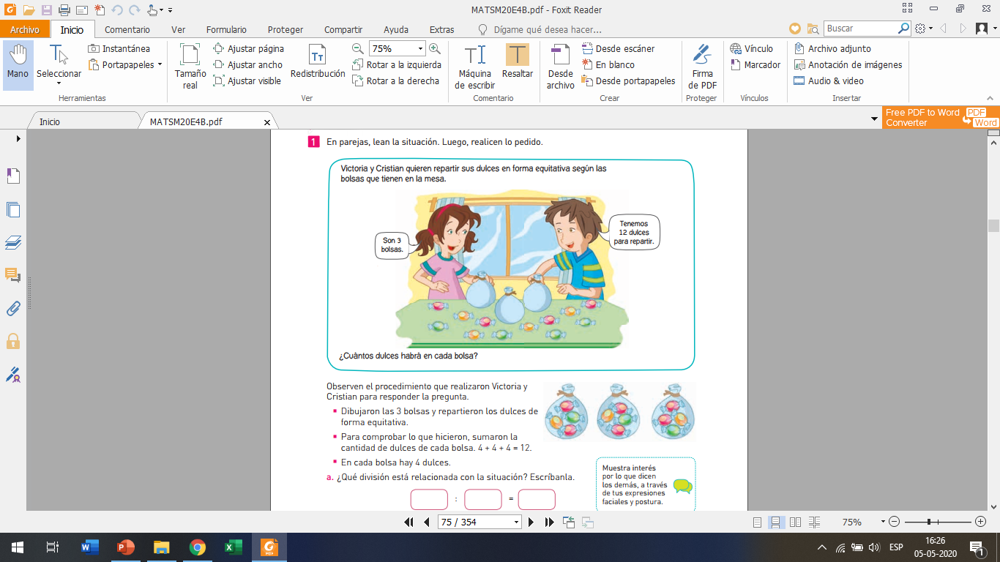 MATSM20E4B.pdf - Foxit Reader
Archivo Inicio Comentario Ver Formulario Proteger Compartir Ayuda Extras Dígame qué desea hacer... Buscar
Mano
Seleccionar
Instantánea
Portapapeles
Herramientas
Tamaño real
Ajustar página
Ajustar ancho
Ajustar visible
Redistribución
75%
Rotar a la izquierda
Rotar a la derecha
Ver
Máquina de escribir
Resaltar
Comentario
Desde archivo
Desde escáner
En blanco
Desde portapapeles
Crear
Firma de PDF
Proteger
Vínculo
Marcador
Vínculos
Archivo adjunto
Anotación de imágenes
Audio & video
Insertar
Inicio MATSM20E4B.pdf
Free PDF to Word PDF
Converter Word
1 En parejas, lean la situación. Luego, realicen lo pedido.
Victoria y Cristian quieren repartir sus dulces en forma equitativa según las
bolsas que tienen en la mesa.
Son 3
bolsas.
Tenemos
12 dulces
para repartir.
¿Cuántos dulces habrá en cada bolsa?
Observen el procedimiento que realizaron Victoria y
Cristian para responder la pregunta.
Dibujaron las 3 bolsas y repartieron los dulces de
forma equitativa.
Para comprobar lo que hicieron, sumaron la
cantidad de dulces de cada bolsa. 4 + 4 + 4 = 12.
En cada bolsa hay 4 dulces.
a. ¿Qué división está relacionada con la situación? Escríbanla.
: =
Muestra interés
por lo que dicen
los demás, a través
de tus expresiones
faciales y postura.
75 / 354
75%
ESP
16:26
05-05-2020
1